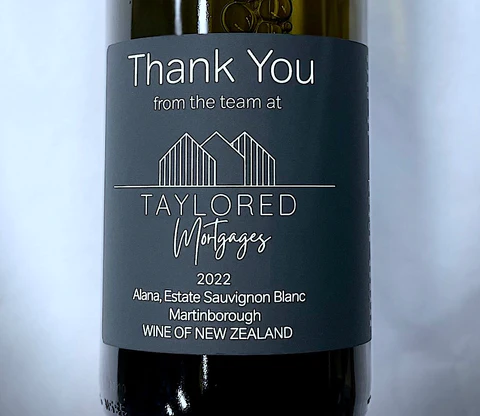 Thank You
from the team at
TAYLORED
Mortgages
2022
Alana, Estate Sauvignon Blanc
Martinborough
WINE OF NEW ZEALAND